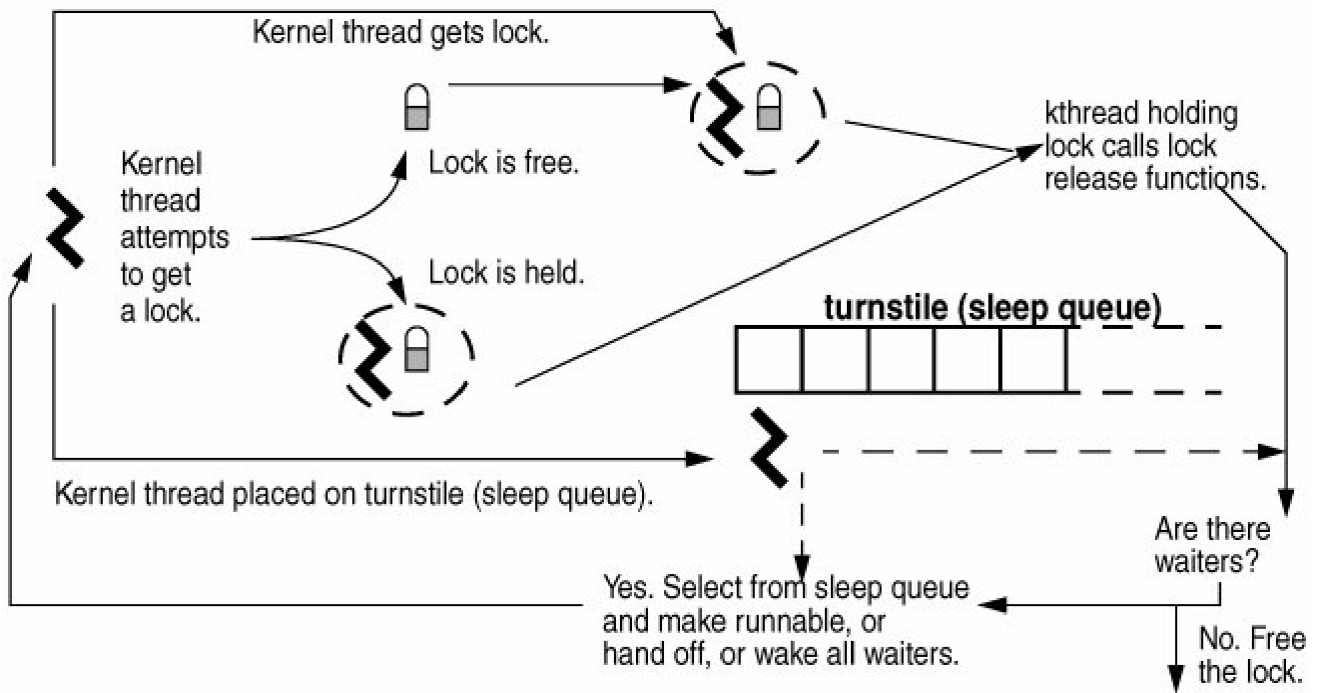 Kernel thread gets lock.
Kernel
thread
attempts
to get
a lock.
Lock is free.
Lock is held.
kthread holding
lock calls lock
release functions.
turnstile (sleep queue)
Kernel thread placed on turnstile (sleep queue).
Are there
waiters?
Yes. Select from sleep queue
and make runnable, or
hand off, or wake all waiters.
No. Free
the lock.